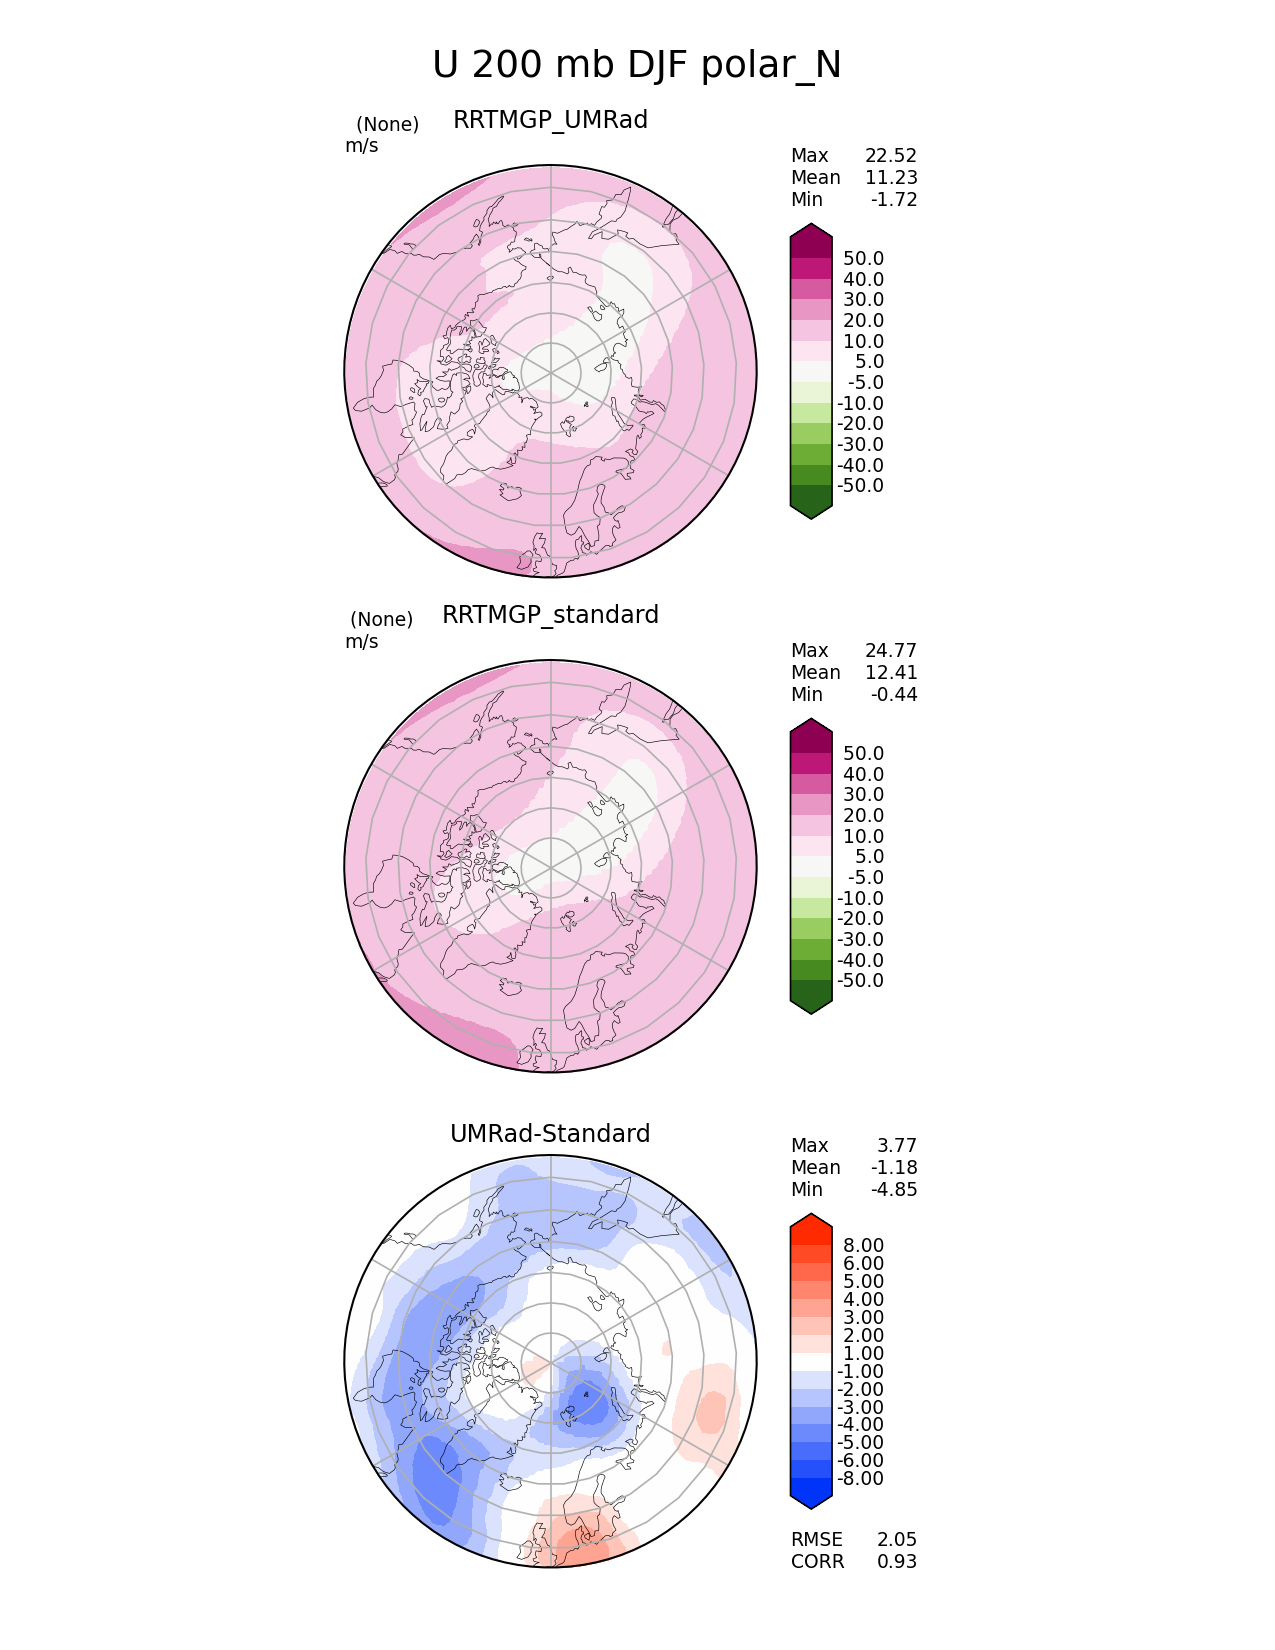 U 200 mb DJF polar_N
(None)
RRTMGP_UMRad
m/s
Max 22.52
Mean 11.23
Min -1.72
50.0
40.0
30.0
20.0
10.0
5.0
-5.0
-10.0
-20.0
-30.0
-40.0
-50.0
(None)
RRTMGP_standard
m/s
Max 24.77
Mean 12.41
Min -0.44
50.0
40.0
30.0
20.0
10.0
5.0
-5.0
-10.0
-20.0
-30.0
-40.0
-50.0
UMRad-Standard
Max 3.77
Mean -1.18
Min -4.85
8.00
6.00
5.00
4.00
3.00
2.00
1.00
-1.00
-2.00
-3.00
-4.00
-5.00
-6.00
-8.00
RMSE 2.05
CORR 0.93